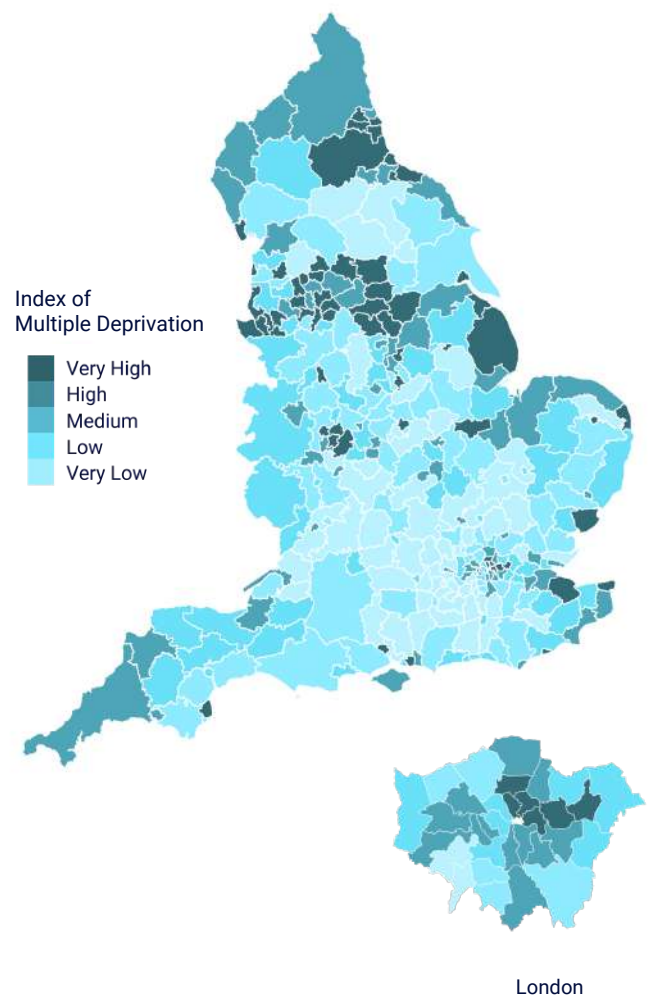 Index of
Multiple Deprivation
Very High
High
Medium
Low
Very Low
London